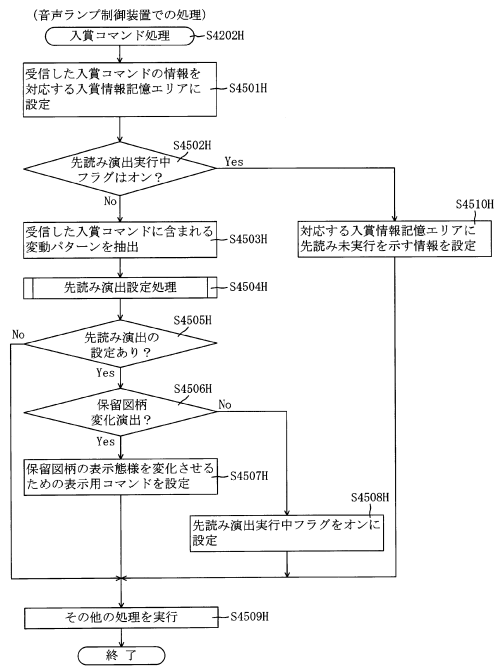 （音声ランプ制御装置での処理）
入賞コマンド処理
S4202H
受信した入賞コマンドの情報を
対応する入賞情報記憶エリアに
設定
S4501H
S4502H
先読み演出実行中
フラグはオン？
Yes
No
S4510H
対応する入賞情報記憶エリアに
先読み未実行を示す情報を設定
受信した入賞コマンドに含まれる
変動パターンを抽出
S4503H
先読み演出設定処理
S4504H
S4505H
No
先読み演出の
設定あり？
Yes
S4506H
保留図柄
変化演出？
No
Yes
保留図柄の表示態様を変化させる
ための表示用コマンドを設定
S4507H
S4508H
先読み演出実行中フラグをオンに
設定
その他の処理を実行
S4509H
終了